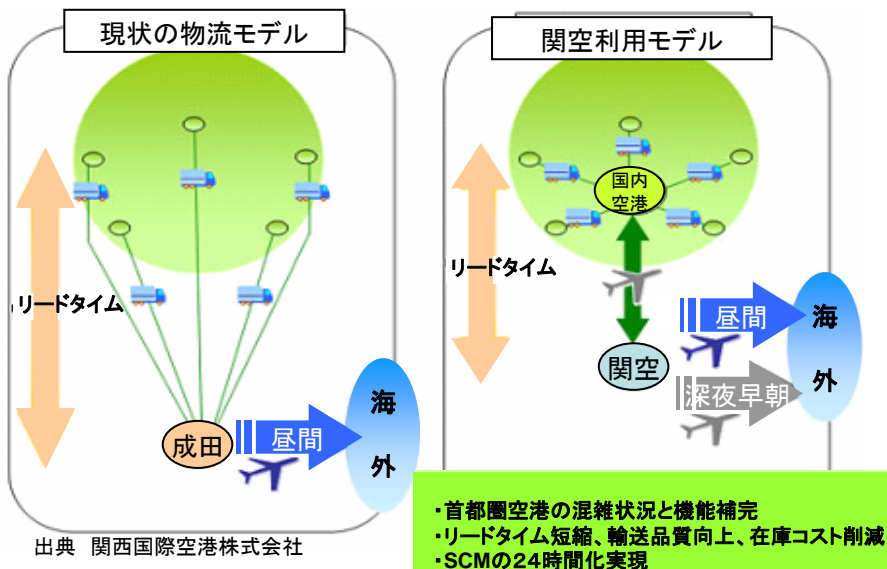 現状の物流モデル
リードタイム
成田
昼間
海
外
出典 関西国際空港株式会社
関空利用モデル
国内
空港
リードタイム
関空
昼間
深夜早朝
海
外
・首都圏空港の混雑状況と機能補完
・リードタイム短縮、輸送品質向上、在庫コスト削減
・SCMの24時間化実現